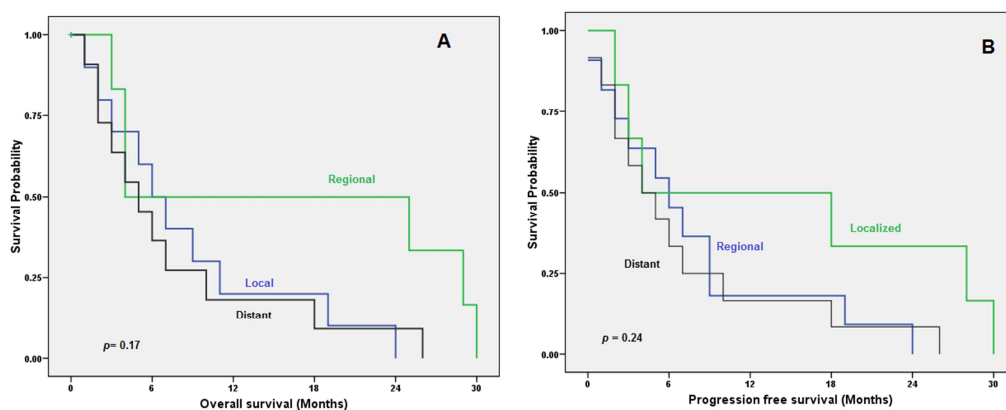 A
1.00
0.75
0.50
0.25
0.00
Survival Probability
Regional
Local
Distant
p= 0.17
0 6 12 18 24 30
Overall survival (Months)
B
1.00
0.75
0.50
0.25
0.00
Survival Probability
Localized
Regional
Distant
p = 0.24
0 6 12 18 24 30
Progression free survival (Months)